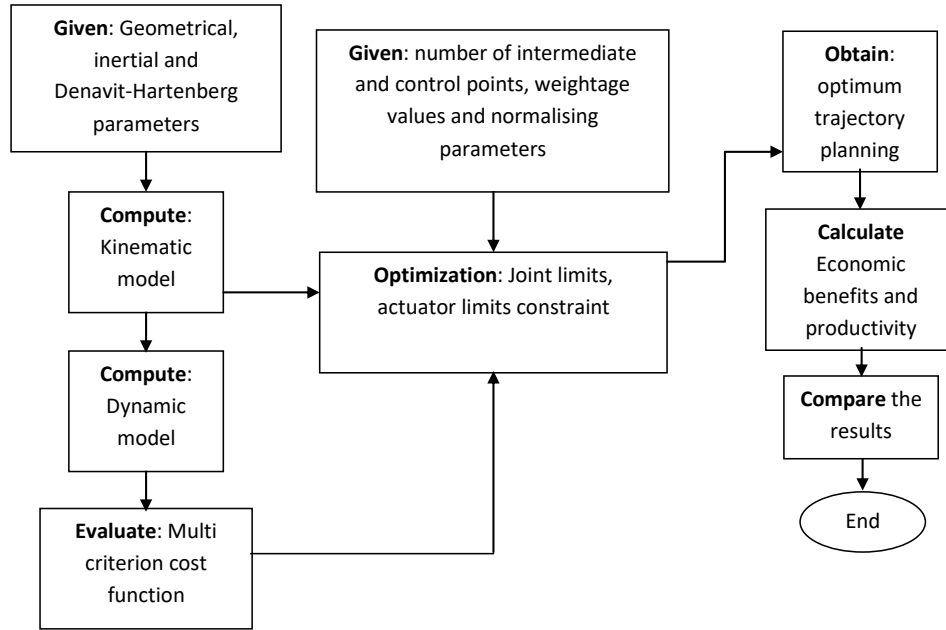 Given: Geometrical,
inertial and
Denavit-Hartenberg
parameters
Given: number of intermediate
and control points, weightage
values and normalising
parameters
Obtain:
optimum
trajectory
planning
Compute:
Kinematic
model
Optimization: Joint limits,
actuator limits constraint
Calculate
Economic
benefits and
productivity
Compute:
Dynamic
model
Compare the
results
Evaluate: Multi
criterion cost
function
End